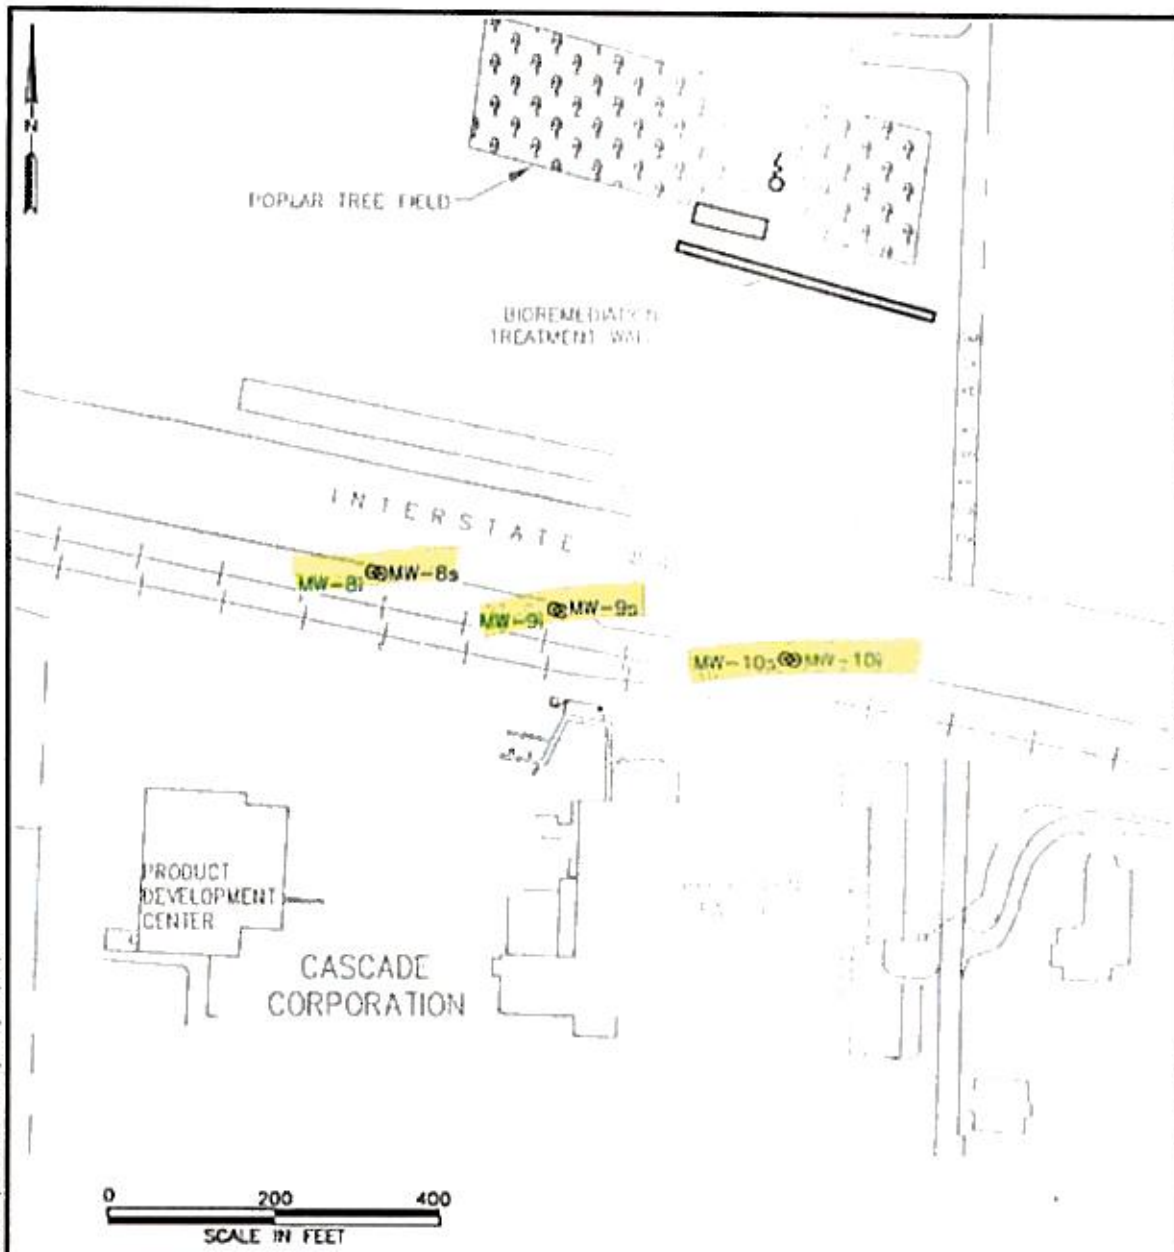 N
POPLAR TREE FIELD
BIOREMEDIATION
TREATMENT
INTERSTATE
MW-8i MW-8s
MW-9i MW-9s
MW-10s MW-10i
PRODUCT
DEVELOPMENT
CENTER
CASCADE
CORPORATION
0 200 400
SCALE IN FEET